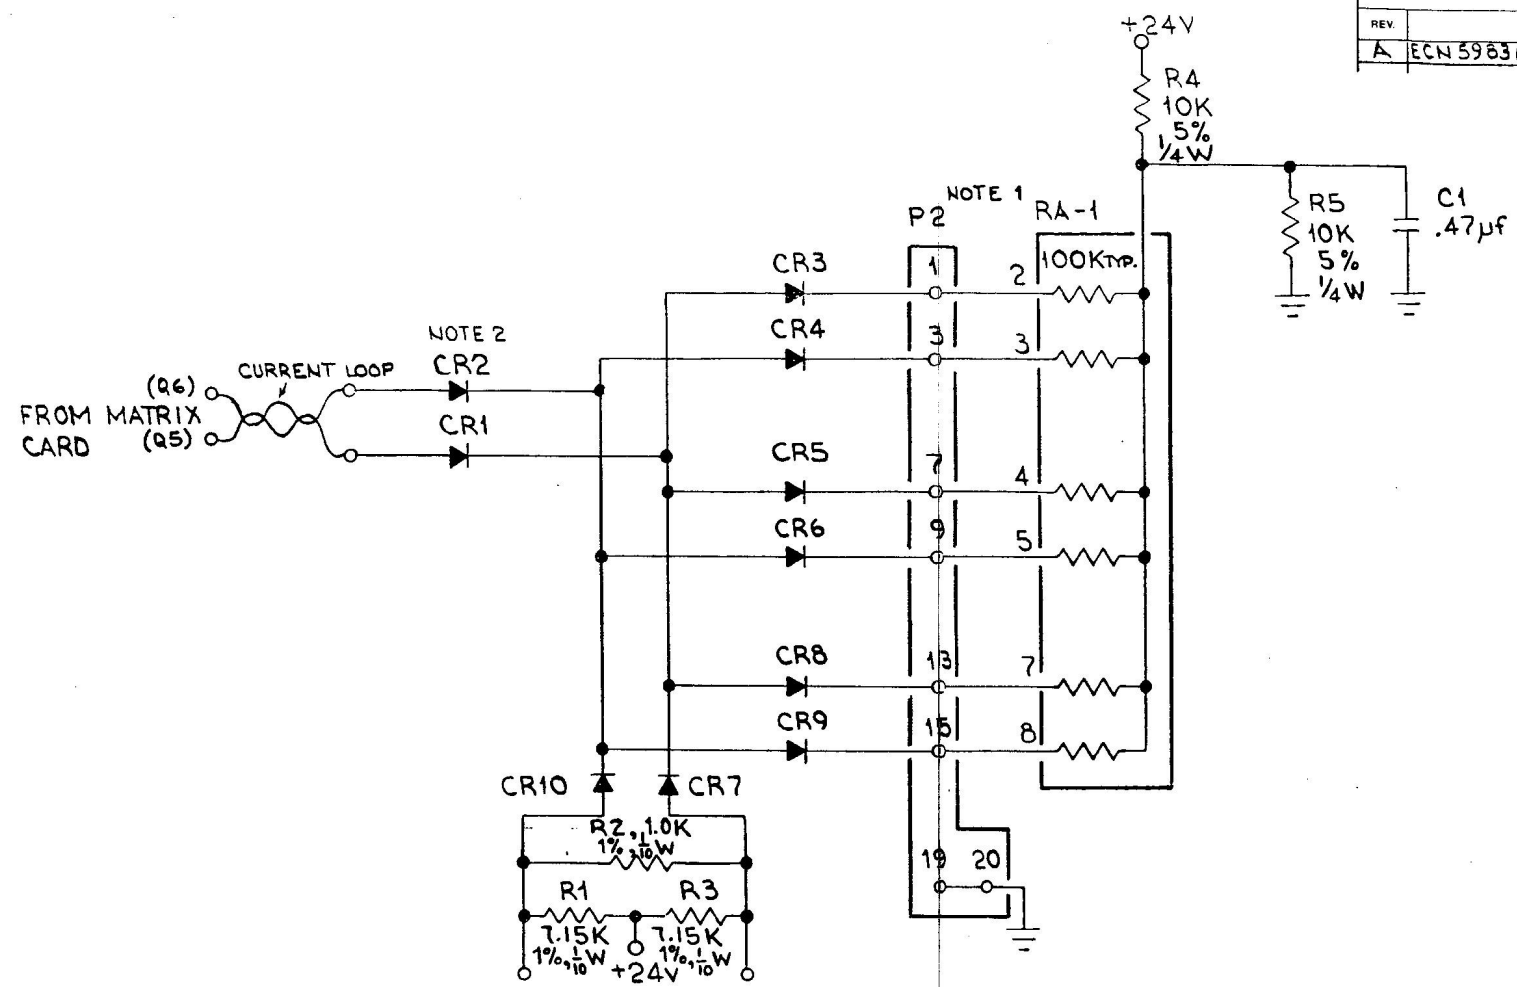 REV.
A ECN 5983
+24V
R4
10K
5%
1/4W
NOTE 1
P2
RA-1
R5
10K
5%
1/4W
C1
.47µf
CR3
1
2
100K TYP.
CR4
3
3
NOTE 2
CR2
CURRENT LOOP
(Q6)
FROM MATRIX
(Q5)
CARD
CR1
CR5
7
4
CR6
9
5
CR8
13
7
CR9
15
8
CR10
CR7
R2, 1.0K
1%, 1/10 W
19
20
R1
R3
7.15K
7.15K
1%, 1/10 W
1%, 1/10 W
+24V